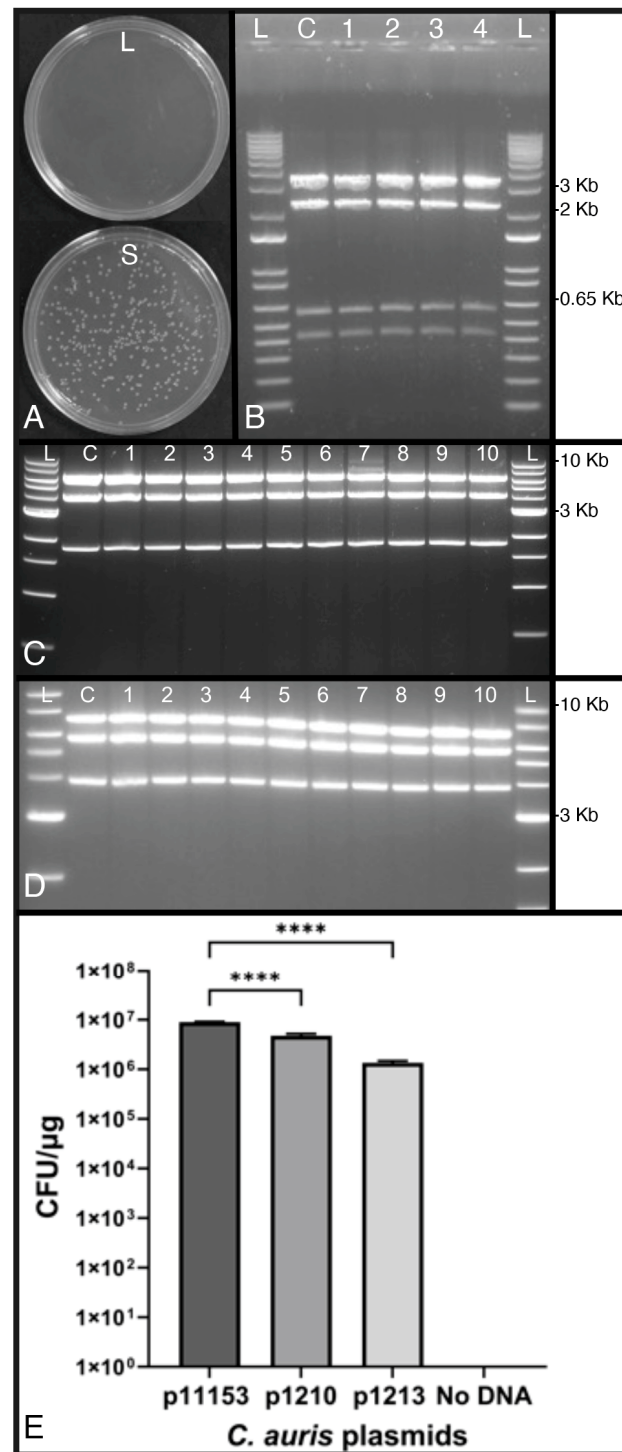 L
S
A
L C 1 2 3 4 L
-3 Kb
-2 Kb
-0.65 Kb
B
L C 1 2 3 4 5 6 7 8 9 10 L
-10 Kb
-3 Kb
C
L C 1 2 3 4 5 6 7 8 9 10 L
-10 Kb
-3 Kb
D
****
****
1×10⁸
1×10⁷
1×10⁶
1×10⁵
1×10⁴
1×10³
1×10²
1×10¹
1×10⁰
CFU/µg
p11153 p1210 p1213 No DNA
C. auris plasmids
E